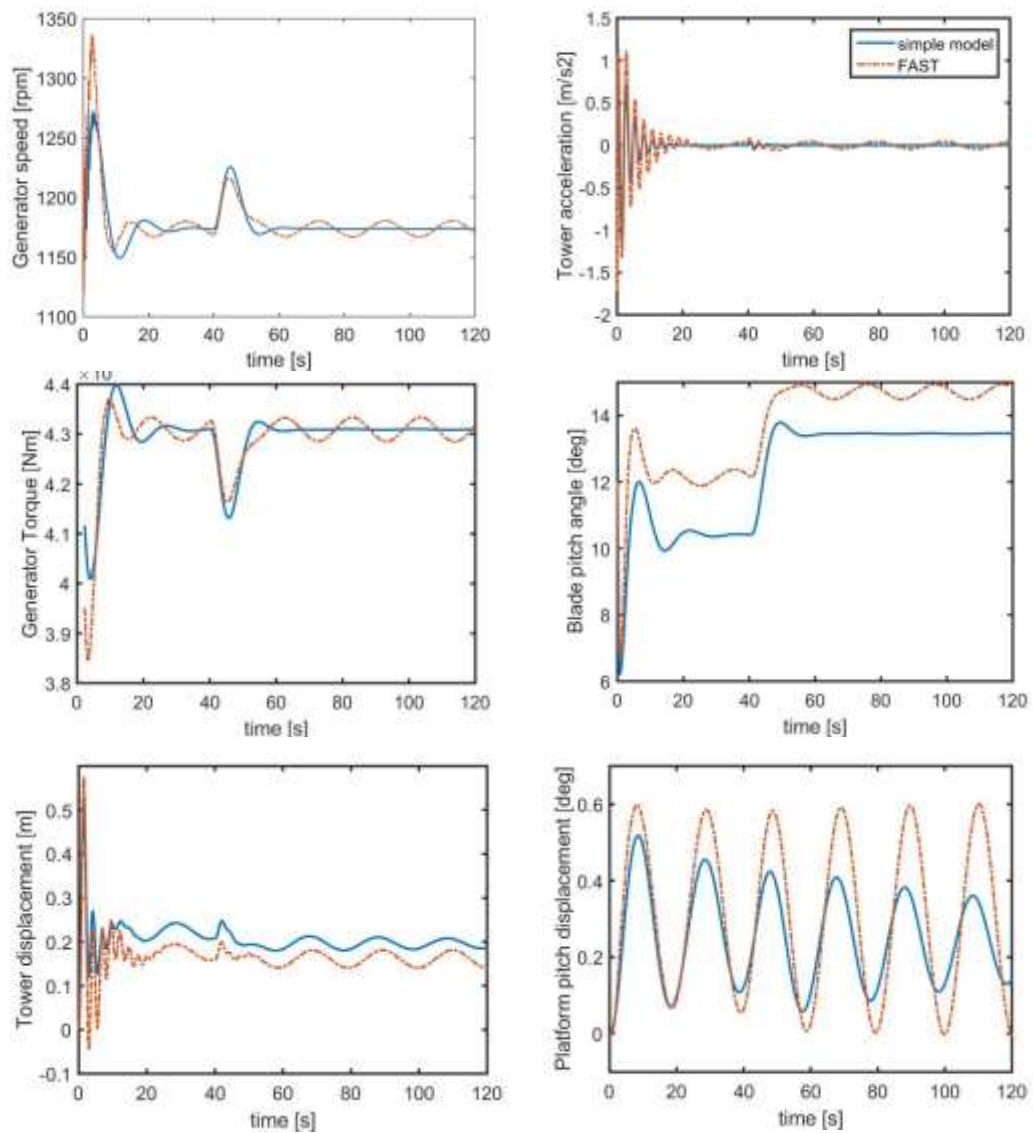 1350
1300
1250
1200
1150
1100
Generator speed [rpm]
0 20 40 60 80 100 120
time [s]
1.5
1
0.5
0
-0.5
-1
-1.5
-2
Tower acceleration [m/s2]
simple model
FAST
0 20 40 60 80 100 120
time [s]
4.4
4.3
4.2
4.1
4
3.9
3.8
Generator Torque [Nm]
0 20 40 60 80 100 120
time [s]
14
12
10
8
6
Blade pitch angle [deg]
0 20 40 60 80 100 120
time [s]
0.5
0.4
0.3
0.2
0.1
0
-0.1
Tower displacement [m]
0 20 40 60 80 100 120
time [s]
0.6
0.4
0.2
0
Platform pitch displacement [deg]
0 20 40 60 80 100 120
time [s]